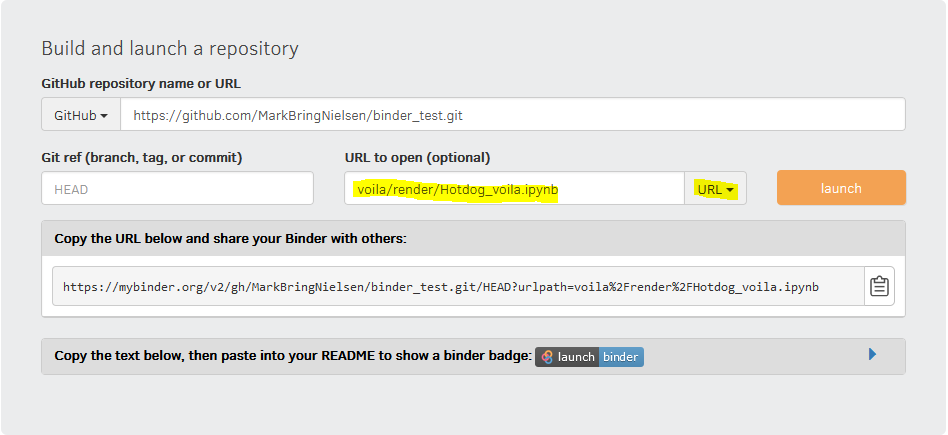 Build and launch a repository
GitHub repository name or URL
GitHub https://github.com/MarkBringNielsen/binder_test.git
Git ref (branch, tag, or commit) URL to open (optional)
HEAD voila/render/Hotdog_voila.ipynb URL launch
Copy the URL below and share your Binder with others:
https://mybinder.org/v2/gh/MarkBringNielsen/binder_test.git/HEAD?urlpath=voila%2Frender%2FHotdog_voila.ipynb
Copy the text below, then paste into your README to show a binder badge: launch binder